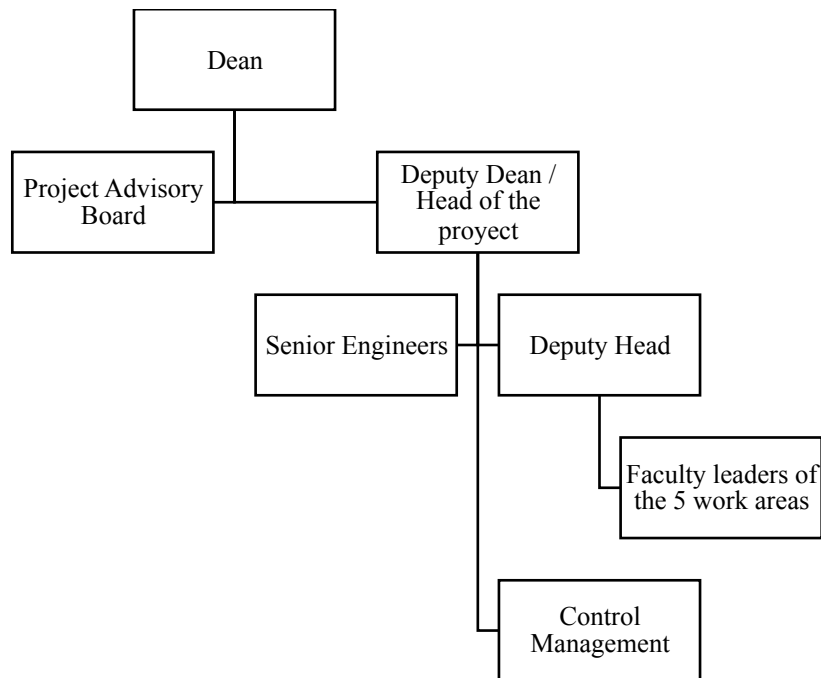 Dean
Project Advisory
Board
Deputy Dean /
Head of the
proyect
Senior Engineers
Deputy Head
Faculty leaders of
the 5 work areas
Control
Management